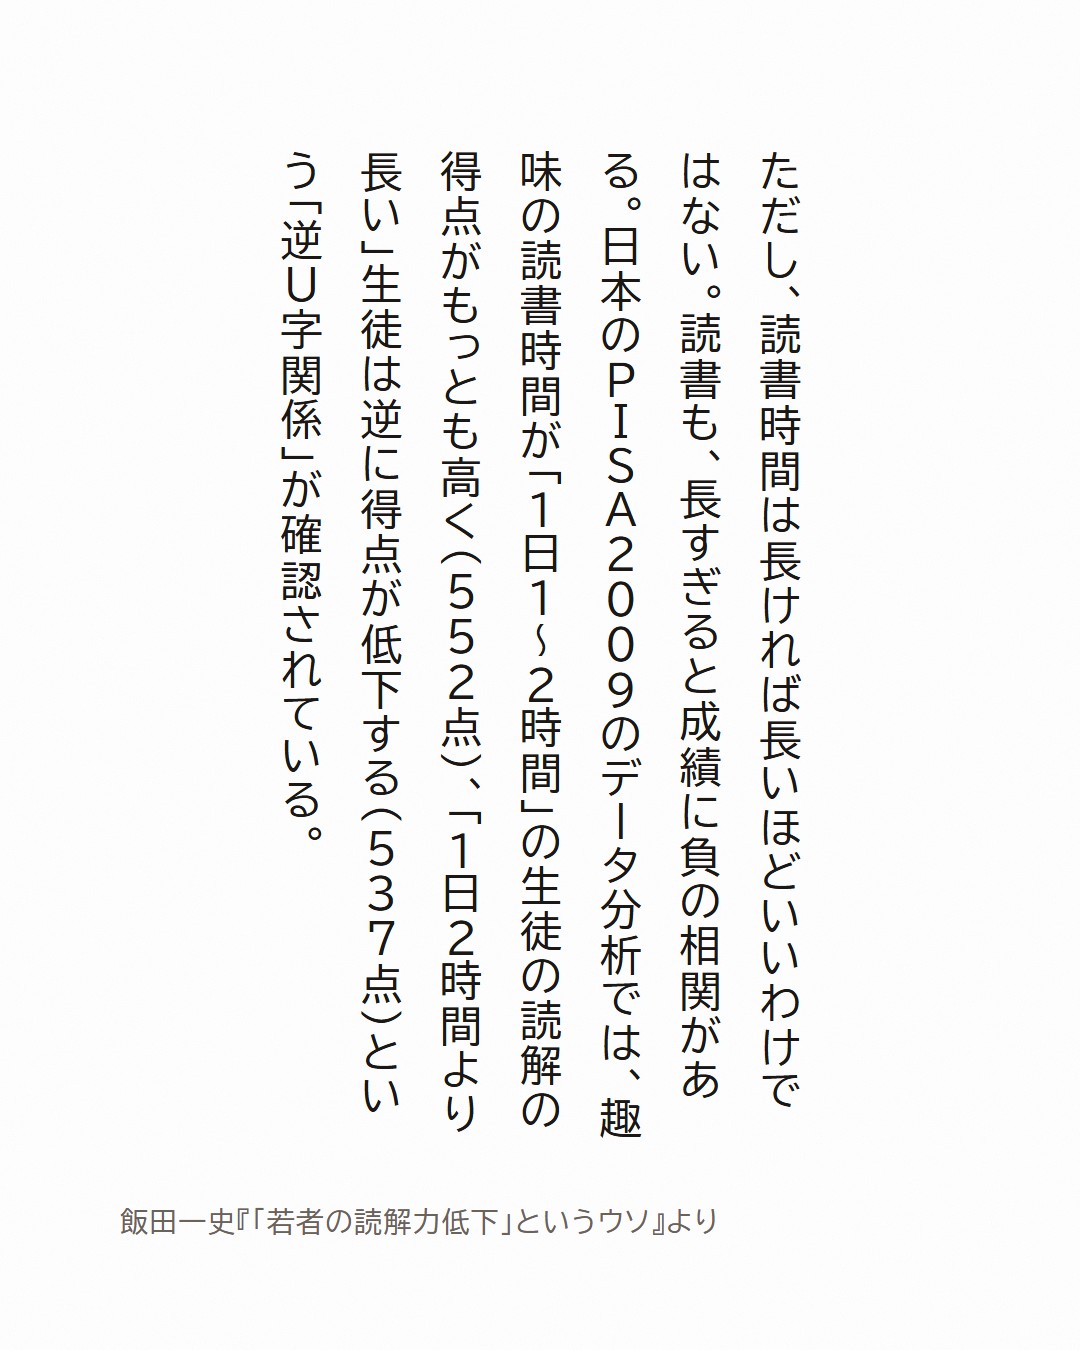 ただし、読書時間は長ければ長いほどいいわけで
はない。読書も、長すぎると成績に負の相関があ
る。日本のＰＩＳＡ２００９のデータ分析では、趣
味の読書時間が「１日１〜２時間」の生徒の読解の
得点がもっとも高く（５５２点）、「１日２時間より
長い」生徒は逆に得点が低下する（５３７点）とい
う「逆Ｕ字関係」が確認されている。
飯田一史『「若者の読解力低下」というウソ』より